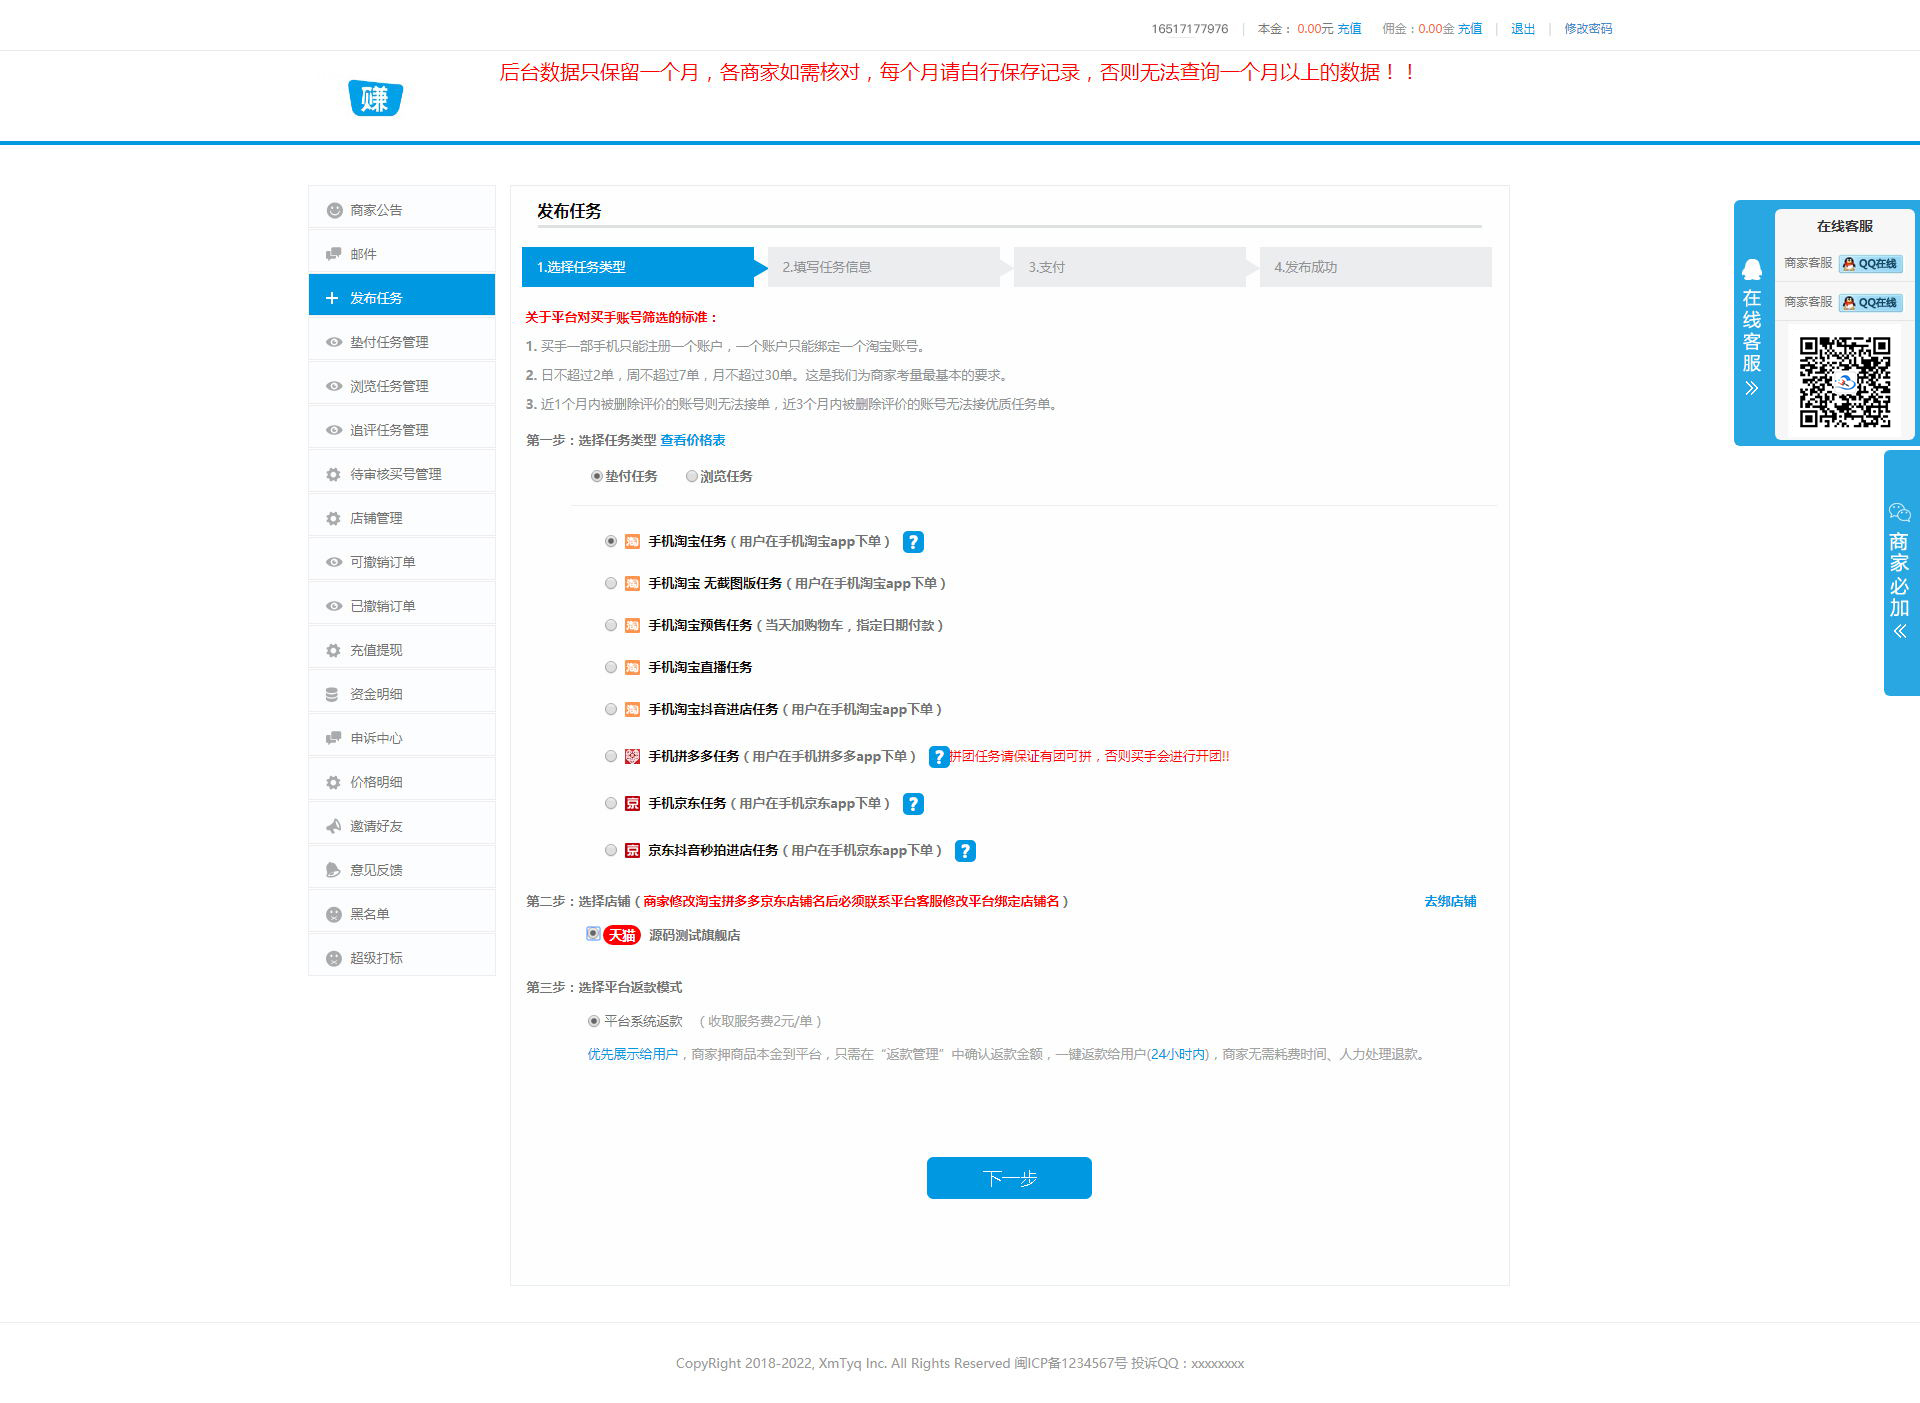 16517177976 | 本金： 0.00元 充值 佣金：0.00金 充值 | 退出 | 修改密码
后台数据只保留一个月，各商家如需核对，每个月请自行保存记录，否则无法查询一个月以上的数据！！
赚
商家公告
邮件
发布任务
垫付任务管理
浏览任务管理
追评任务管理
待审核买号管理
店铺管理
可撤销订单
已撤销订单
充值提现
资金明细
申诉中心
价格明细
邀请好友
意见反馈
黑名单
超级打标
发布任务
1.选择任务类型 2.填写任务信息 3.支付 4.发布成功
关于平台对买手账号筛选的标准：
1. 买手一部手机只能注册一个账户，一个账户只能绑定一个淘宝账号。
2. 日不超过2单，周不超过7单，月不超过30单。这是我们为商家考量最基本的要求。
3. 近1个月内被删除评价的账号则无法接单，近3个月内被删除评价的账号无法接优质任务单。
第一步：选择任务类型 查看价格表
垫付任务 浏览任务
淘 手机淘宝任务（用户在手机淘宝app下单） ?
淘 手机淘宝 无截图版任务（用户在手机淘宝app下单）
淘 手机淘宝预售任务（当天加购物车，指定日期付款）
淘 手机淘宝直播任务
淘 手机淘宝抖音进店任务（用户在手机淘宝app下单）
手机拼多多任务（用户在手机拼多多app下单） ? 拼团任务请保证有团可拼，否则买手会进行开团!!
京 手机京东任务（用户在手机京东app下单） ?
京 京东抖音秒拍进店任务（用户在手机京东app下单） ?
第二步：选择店铺（商家修改淘宝拼多多京东店铺名后必须联系平台客服修改平台绑定店铺名） 去绑店铺
天猫 源码测试旗舰店
第三步：选择平台返款模式
平台系统返款 （收取服务费2元/单）
优先展示给用户，商家押商品本金到平台，只需在“返款管理”中确认返款金额，一键返款给用户(24小时内)，商家无需耗费时间、人力处理退款。
下一步
在线客服
在线客服
商家客服 QQ在线
商家客服 QQ在线
商家必加
CopyRight 2018-2022, XmTyq Inc. All Rights Reserved 闽ICP备1234567号 投诉QQ：xxxxxxxx